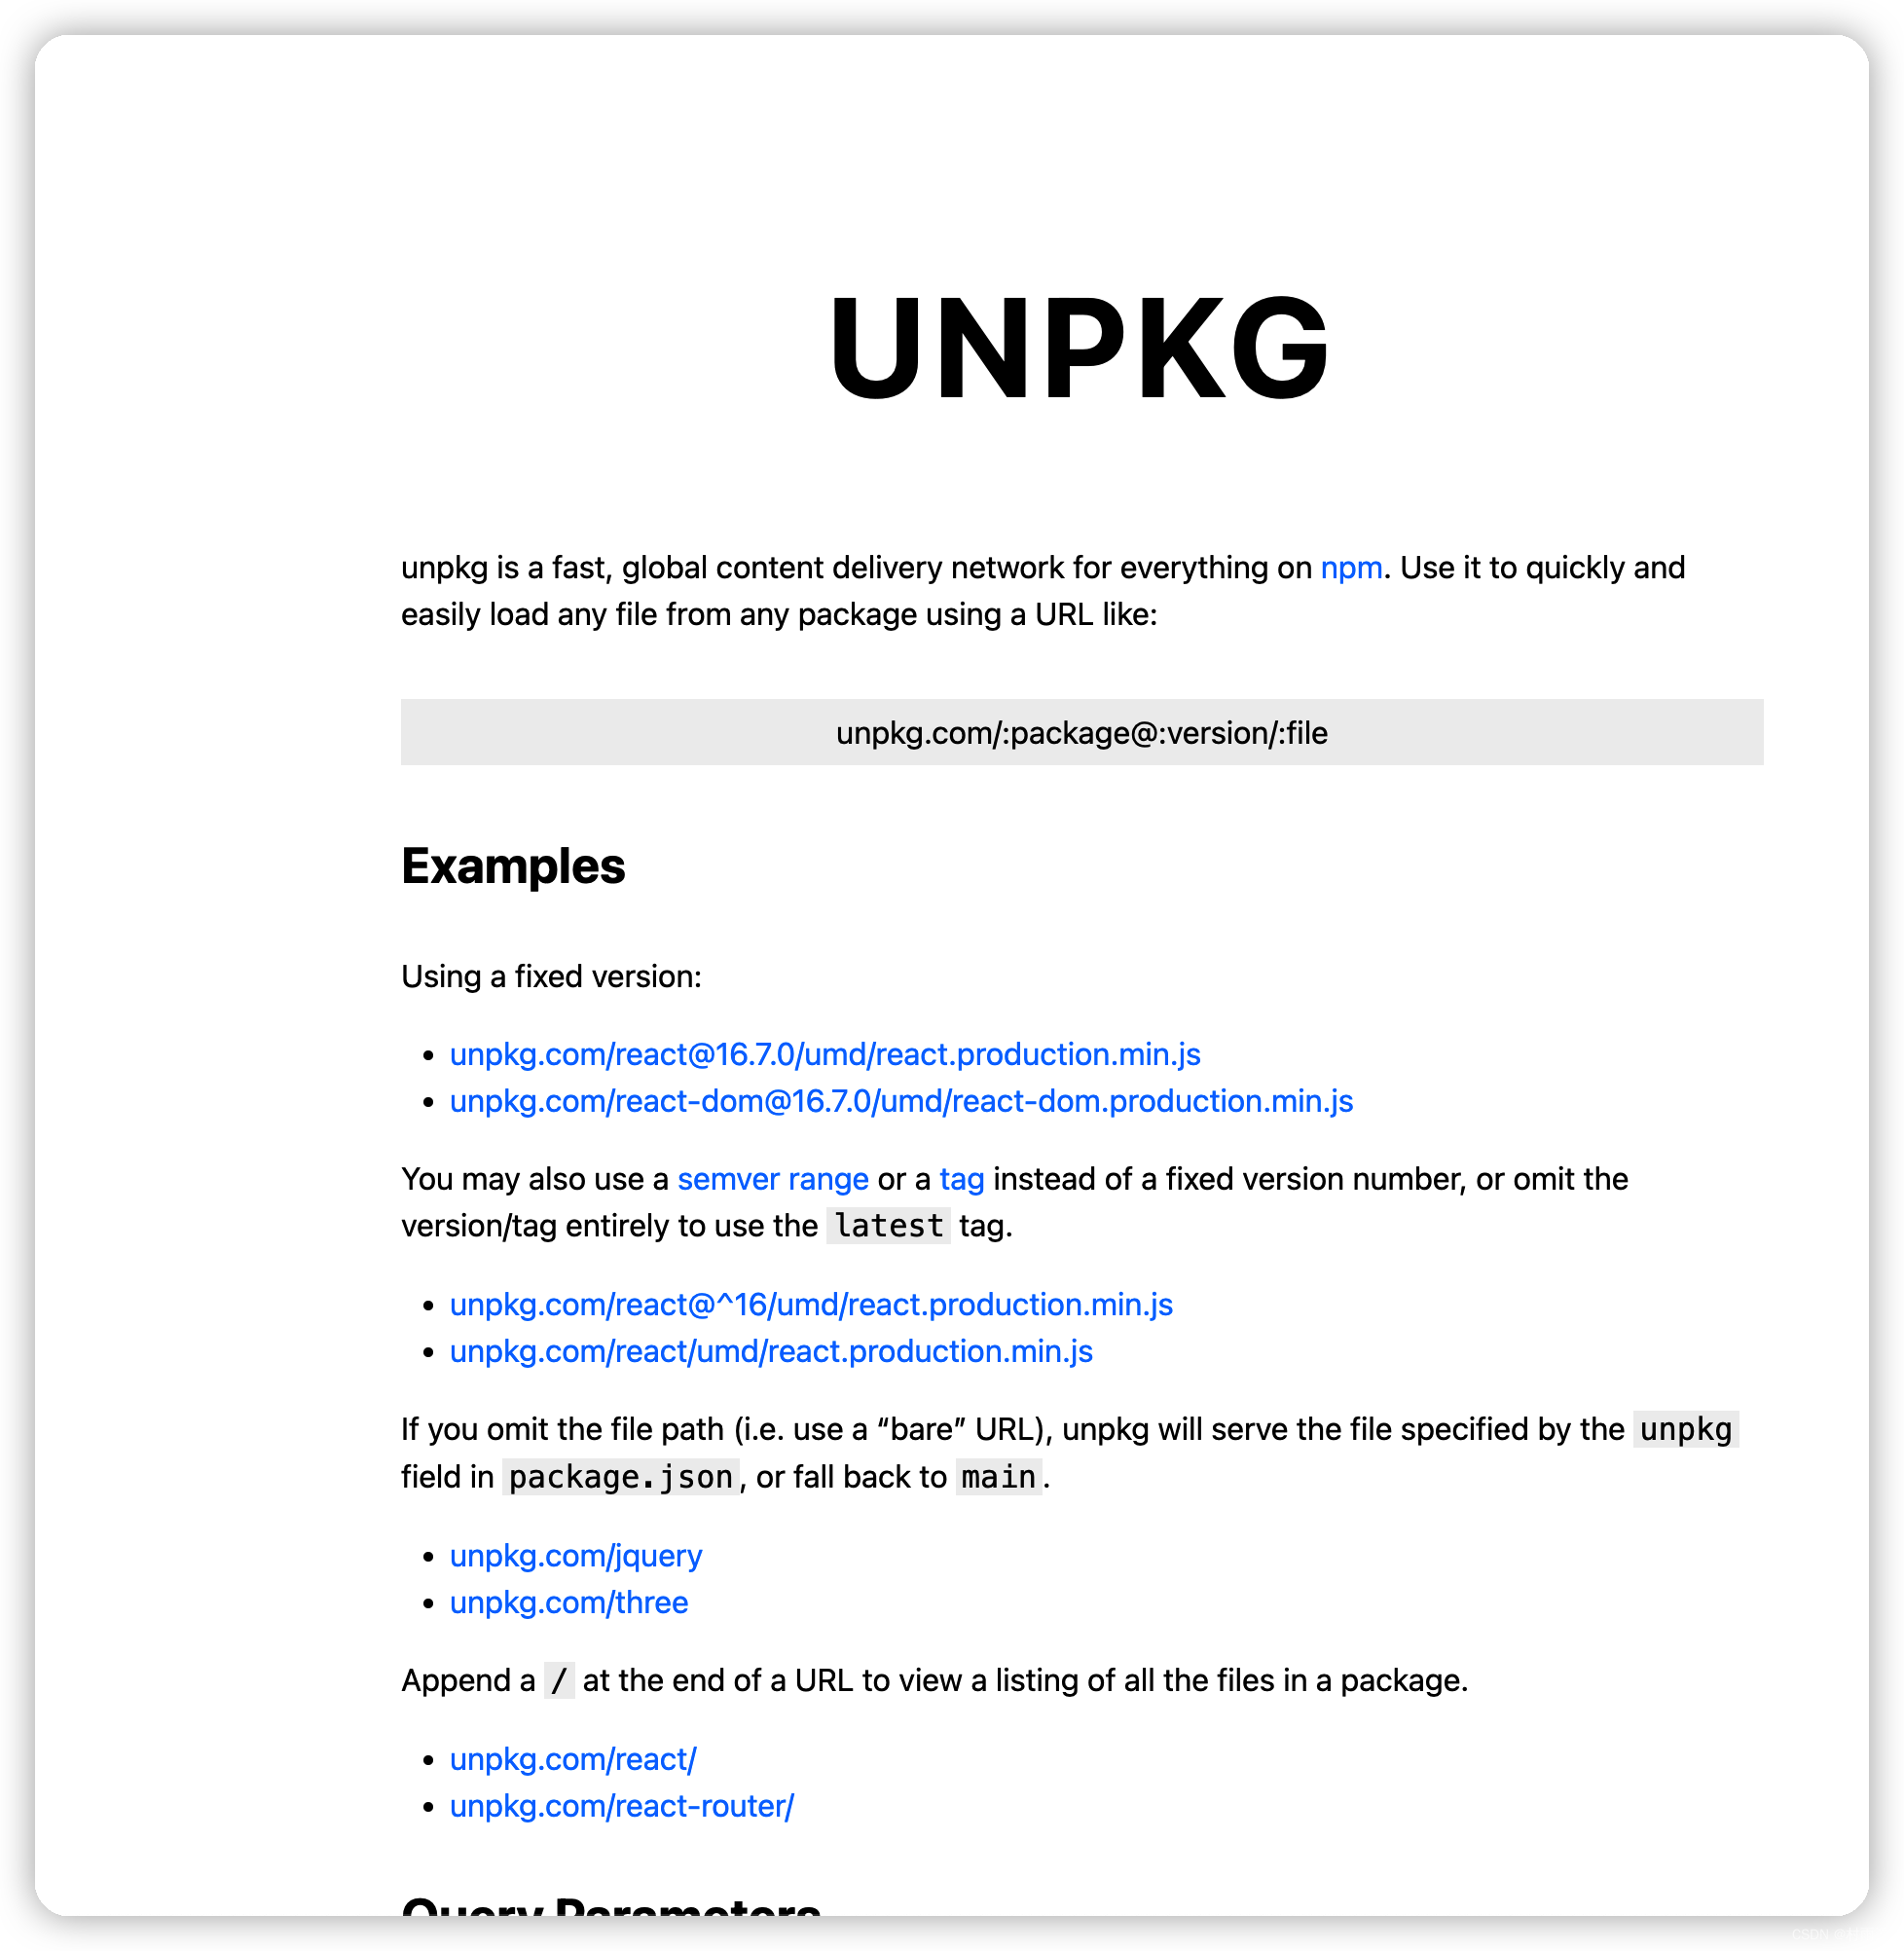 UNPKG
unpkg is a fast, global content delivery network for everything on npm. Use it to quickly and
easily load any file from any package using a URL like:
unpkg.com/:package@:version/:file
Examples
Using a fixed version:
• unpkg.com/react@16.7.0/umd/react.production.min.js
• unpkg.com/react-dom@16.7.0/umd/react-dom.production.min.js
You may also use a semver range or a tag instead of a fixed version number, or omit the
version/tag entirely to use the latest tag.
• unpkg.com/react@^16/umd/react.production.min.js
• unpkg.com/react/umd/react.production.min.js
If you omit the file path (i.e. use a “bare” URL), unpkg will serve the file specified by the unpkg
field in package.json, or fall back to main.
• unpkg.com/jquery
• unpkg.com/three
Append a / at the end of a URL to view a listing of all the files in a package.
• unpkg.com/react/
• unpkg.com/react-router/
Query Parameters